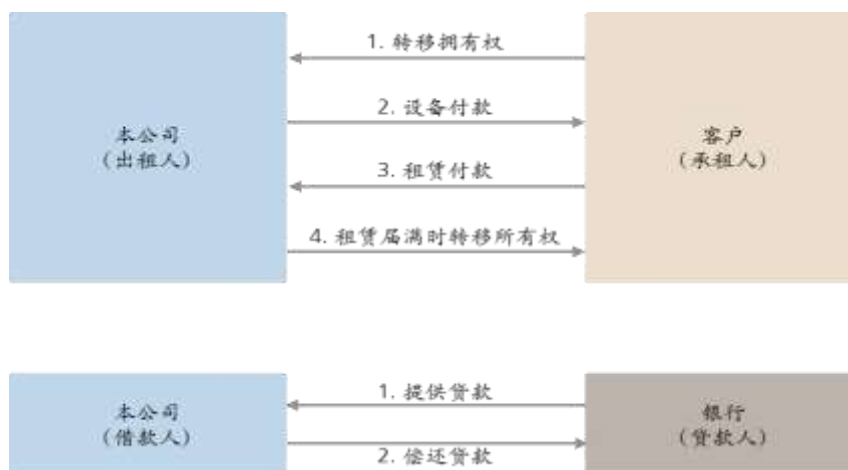 1. 转移拥有权
2. 设备付款
本公司
(出租人)
客户
(承租人)
3. 租赁付款
4. 租赁届满时转移所有权
1. 提供贷款
本公司
(借款人)
银行
(贷款人)
2. 偿还贷款